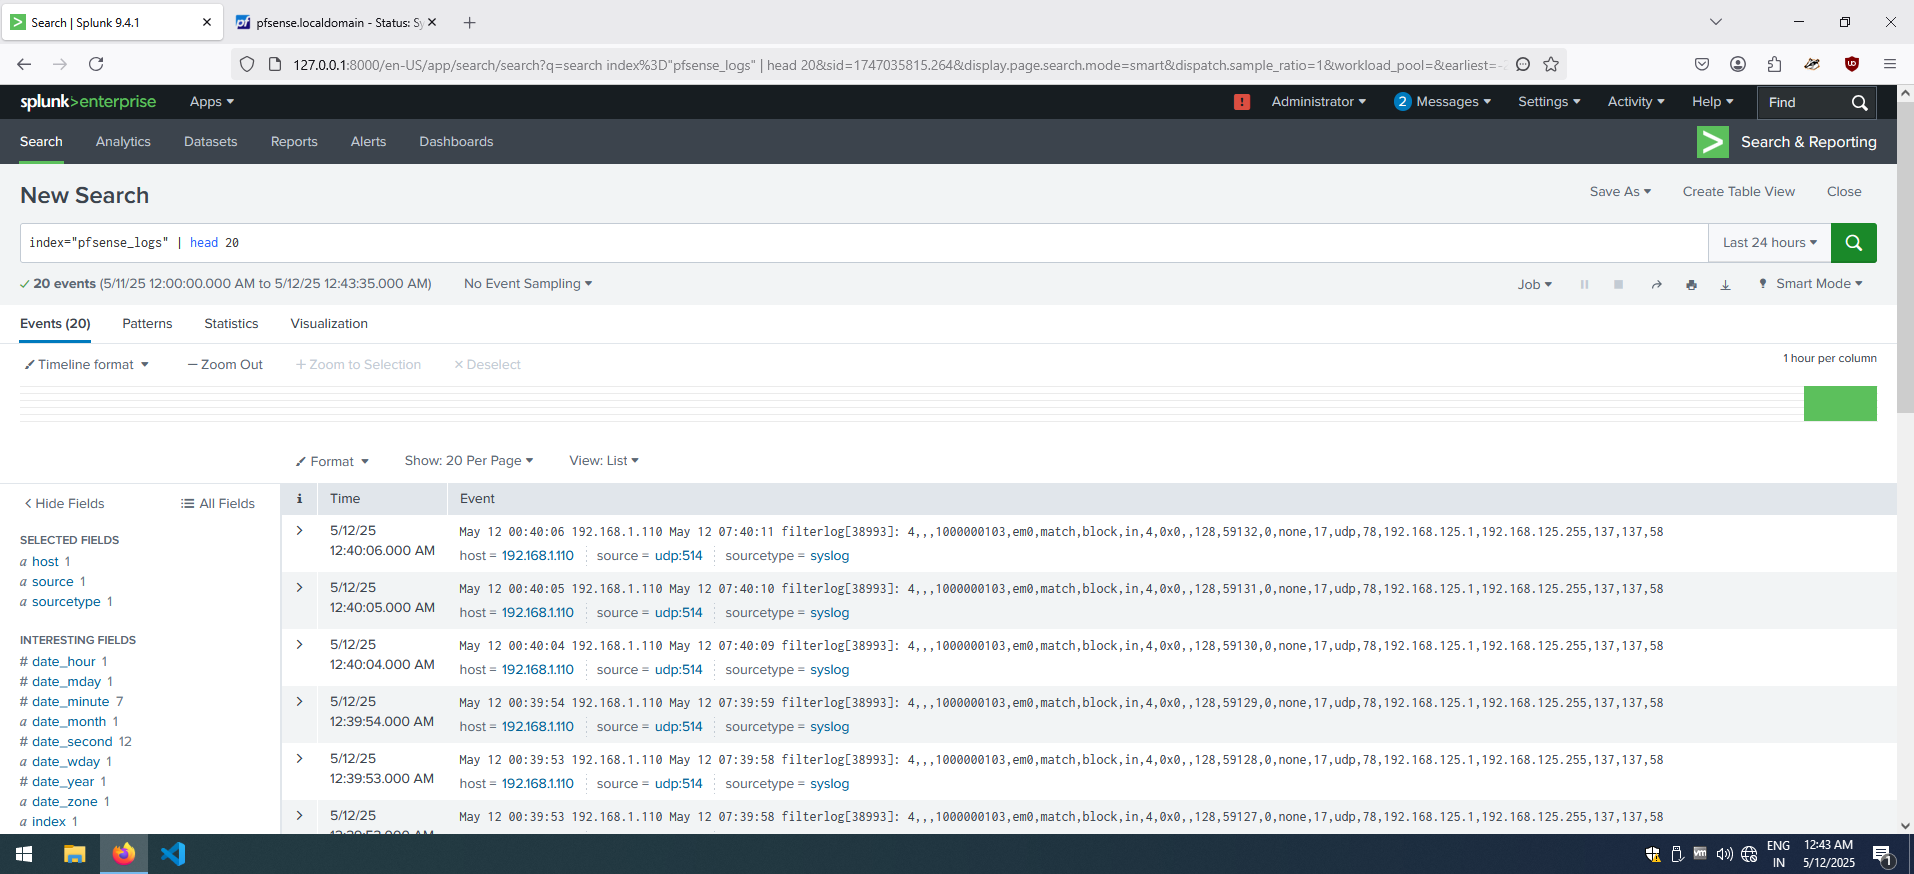 Search | Splunk 9.4.1
pfsense.localdomain - Status: Sy
127.0.0.1:8000/en-US/app/search/search?q=search index%3D"pfsense_logs" | head 20&sid=1747035815.264&display.page.search.mode=smart&dispatch.sample_ratio=1&workload_pool=&earliest=-
splunk>enterprise Apps Administrator 2 Messages Settings Activity Help Find
Search Analytics Datasets Reports Alerts Dashboards Search & Reporting
New Search Save As Create Table View Close
index="pfsense_logs" | head 20 Last 24 hours
20 events (5/11/25 12:00:00.000 AM to 5/12/25 12:43:35.000 AM) No Event Sampling Job Smart Mode
Events (20) Patterns Statistics Visualization
Timeline format — Zoom Out + Zoom to Selection × Deselect 1 hour per column
Format Show: 20 Per Page View: List
< Hide Fields All Fields
i Time Event
SELECTED FIELDS
a host 1
a source 1
a sourcetype 1
INTERESTING FIELDS
# date_hour 1
# date_mday 1
# date_minute 7
a date_month 1
# date_second 12
a date_wday 1
# date_year 1
a date_zone 1
a index 1
> 5/12/25 12:40:06.000 AM
May 12 00:40:06 192.168.1.110 May 12 07:40:11 filterlog[38993]: 4,,,1000000103,em0,match,block,in,4,0x0,,128,59132,0,none,17,udp,78,192.168.125.1,192.168.125.255,137,137,58
host = 192.168.1.110 source = udp:514 sourcetype = syslog
> 5/12/25 12:40:05.000 AM
May 12 00:40:05 192.168.1.110 May 12 07:40:10 filterlog[38993]: 4,,,1000000103,em0,match,block,in,4,0x0,,128,59131,0,none,17,udp,78,192.168.125.1,192.168.125.255,137,137,58
host = 192.168.1.110 source = udp:514 sourcetype = syslog
> 5/12/25 12:40:04.000 AM
May 12 00:40:04 192.168.1.110 May 12 07:40:09 filterlog[38993]: 4,,,1000000103,em0,match,block,in,4,0x0,,128,59130,0,none,17,udp,78,192.168.125.1,192.168.125.255,137,137,58
host = 192.168.1.110 source = udp:514 sourcetype = syslog
> 5/12/25 12:39:54.000 AM
May 12 00:39:54 192.168.1.110 May 12 07:39:59 filterlog[38993]: 4,,,1000000103,em0,match,block,in,4,0x0,,128,59129,0,none,17,udp,78,192.168.125.1,192.168.125.255,137,137,58
host = 192.168.1.110 source = udp:514 sourcetype = syslog
> 5/12/25 12:39:53.000 AM
May 12 00:39:53 192.168.1.110 May 12 07:39:58 filterlog[38993]: 4,,,1000000103,em0,match,block,in,4,0x0,,128,59128,0,none,17,udp,78,192.168.125.1,192.168.125.255,137,137,58
host = 192.168.1.110 source = udp:514 sourcetype = syslog
> 5/12/25
May 12 00:39:53 192.168.1.110 May 12 07:39:58 filterlog[38993]: 4,,,1000000103,em0,match,block,in,4,0x0,,128,59127,0,none,17,udp,78,192.168.125.1,192.168.125.255,137,137,58
ENG
IN
12:43 AM
5/12/2025
1